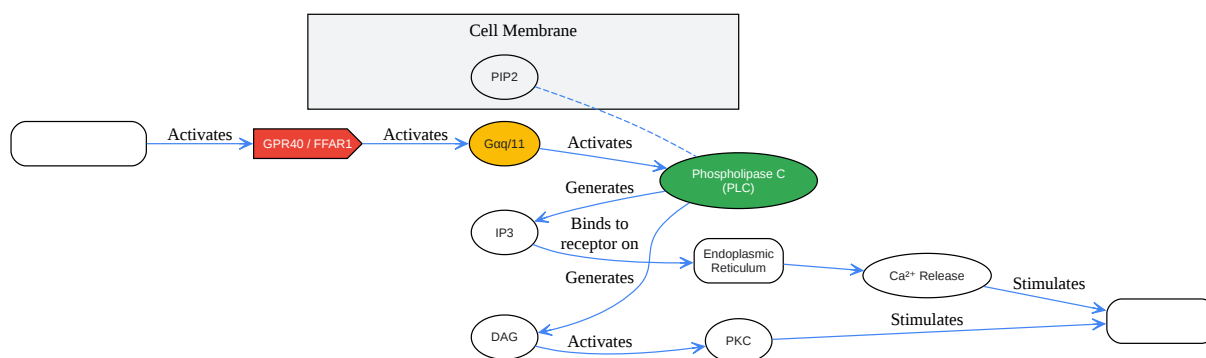 Cell Membrane
PIP2
Activates
GPR40 / FFAR1
Activates
Gαq/11
Activates
Phospholipase C
(PLC)
Generates
IP3
Binds to
receptor on
Endoplasmic
Reticulum
Ca²⁺ Release
Stimulates
Generates
DAG
Activates
PKC
Stimulates